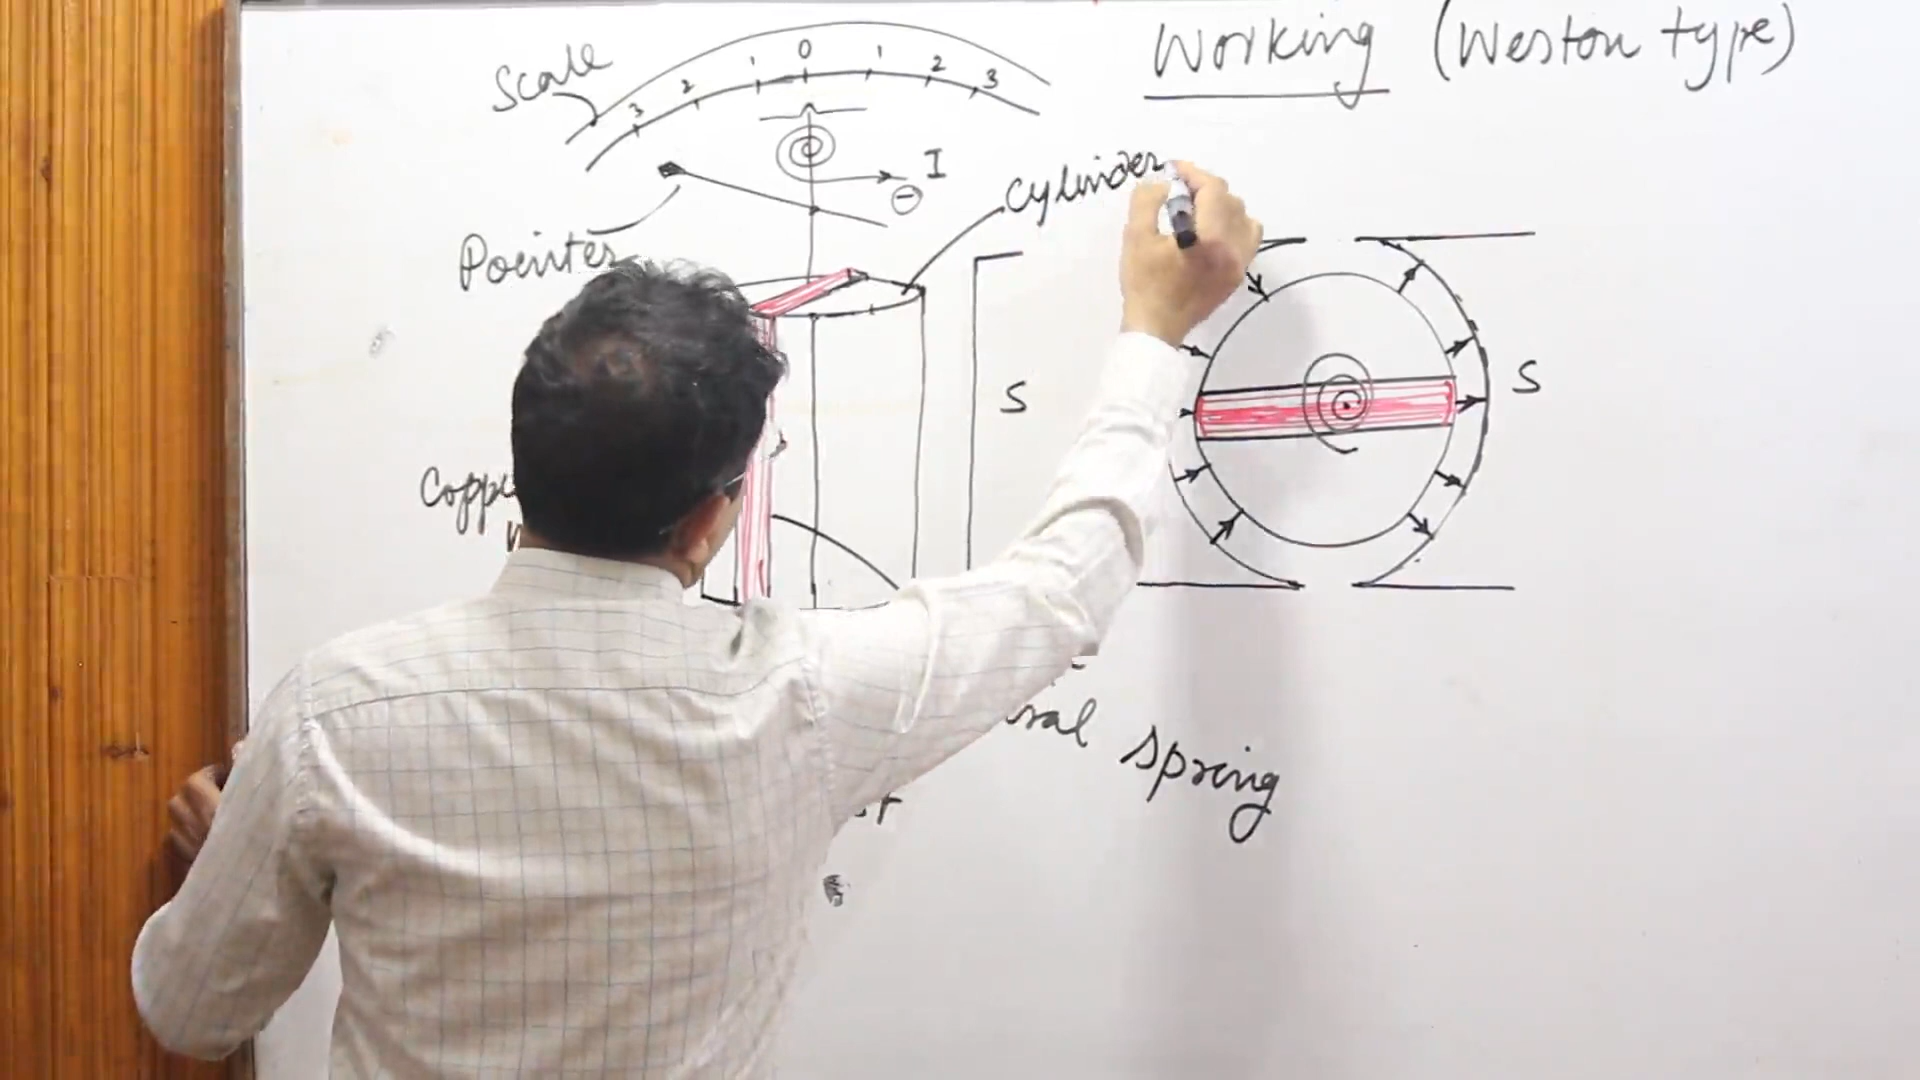 Working (Weston type)
Scale
3 2 1 0 1 2 3
I
⊖
Cylinder
Pointer
S
S
spring